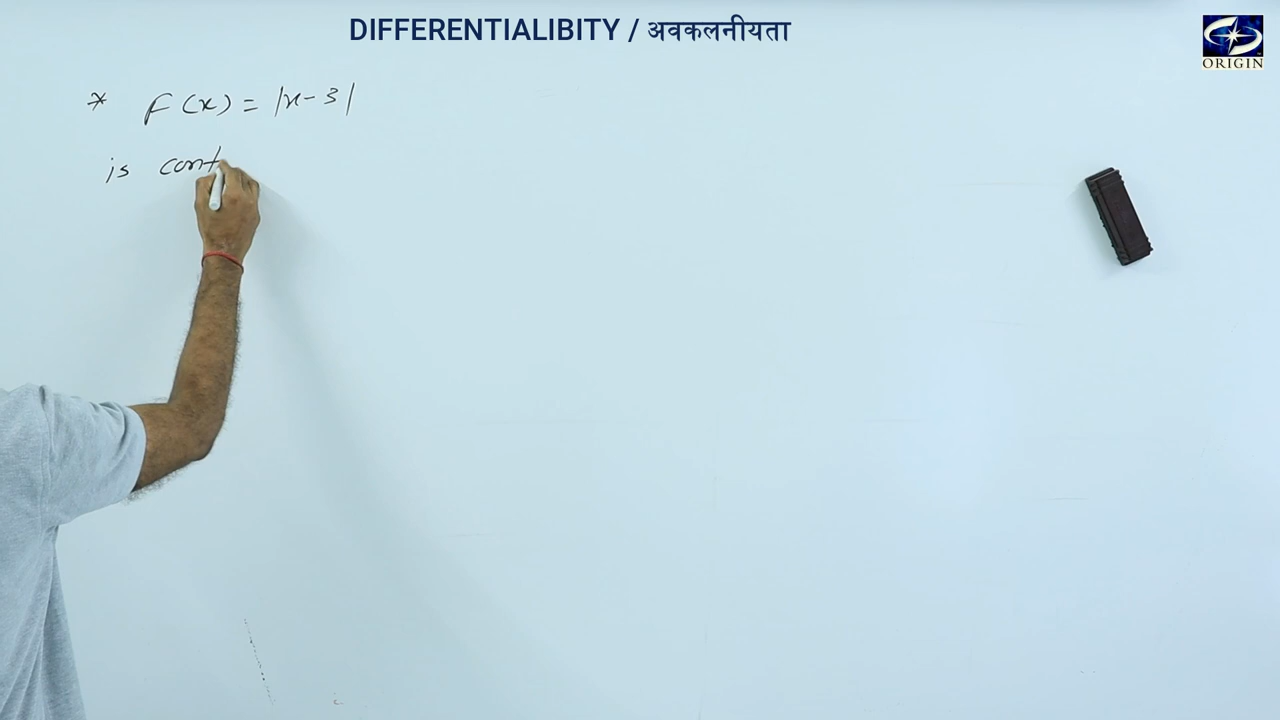 DIFFERENTIALIBITY / अवकलनीयता
ORIGIN
* F(x) = |x-3|
is cont